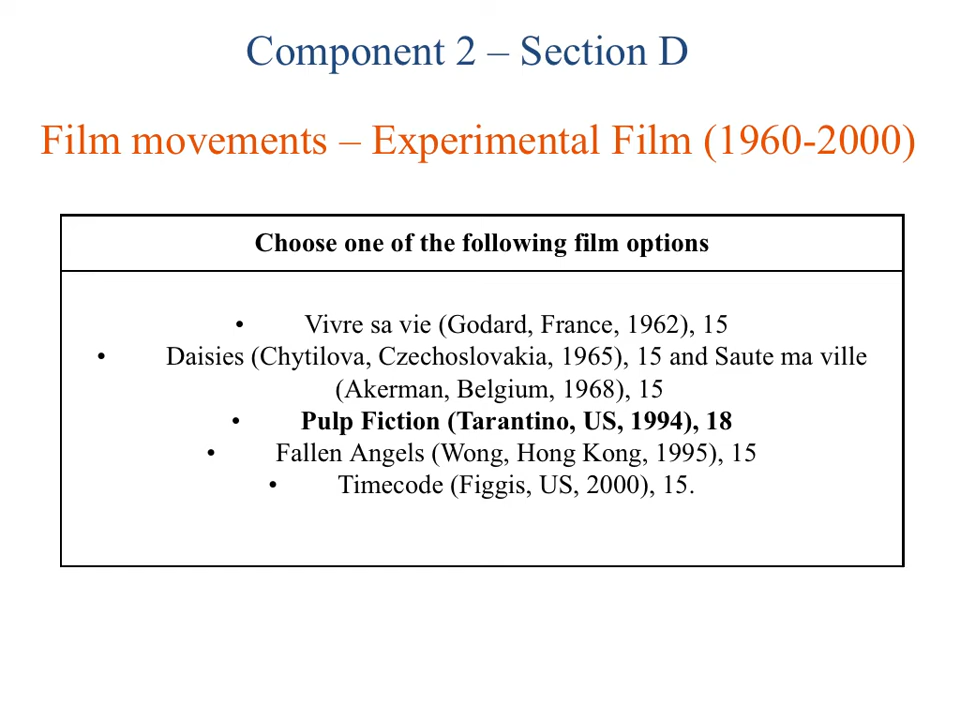 Component 2 – Section D
Film movements – Experimental Film (1960-2000)
Choose one of the following film options
• Vivre sa vie (Godard, France, 1962), 15
• Daisies (Chytilova, Czechoslovakia, 1965), 15 and Saute ma ville
(Akerman, Belgium, 1968), 15
• Pulp Fiction (Tarantino, US, 1994), 18
• Fallen Angels (Wong, Hong Kong, 1995), 15
• Timecode (Figgis, US, 2000), 15.